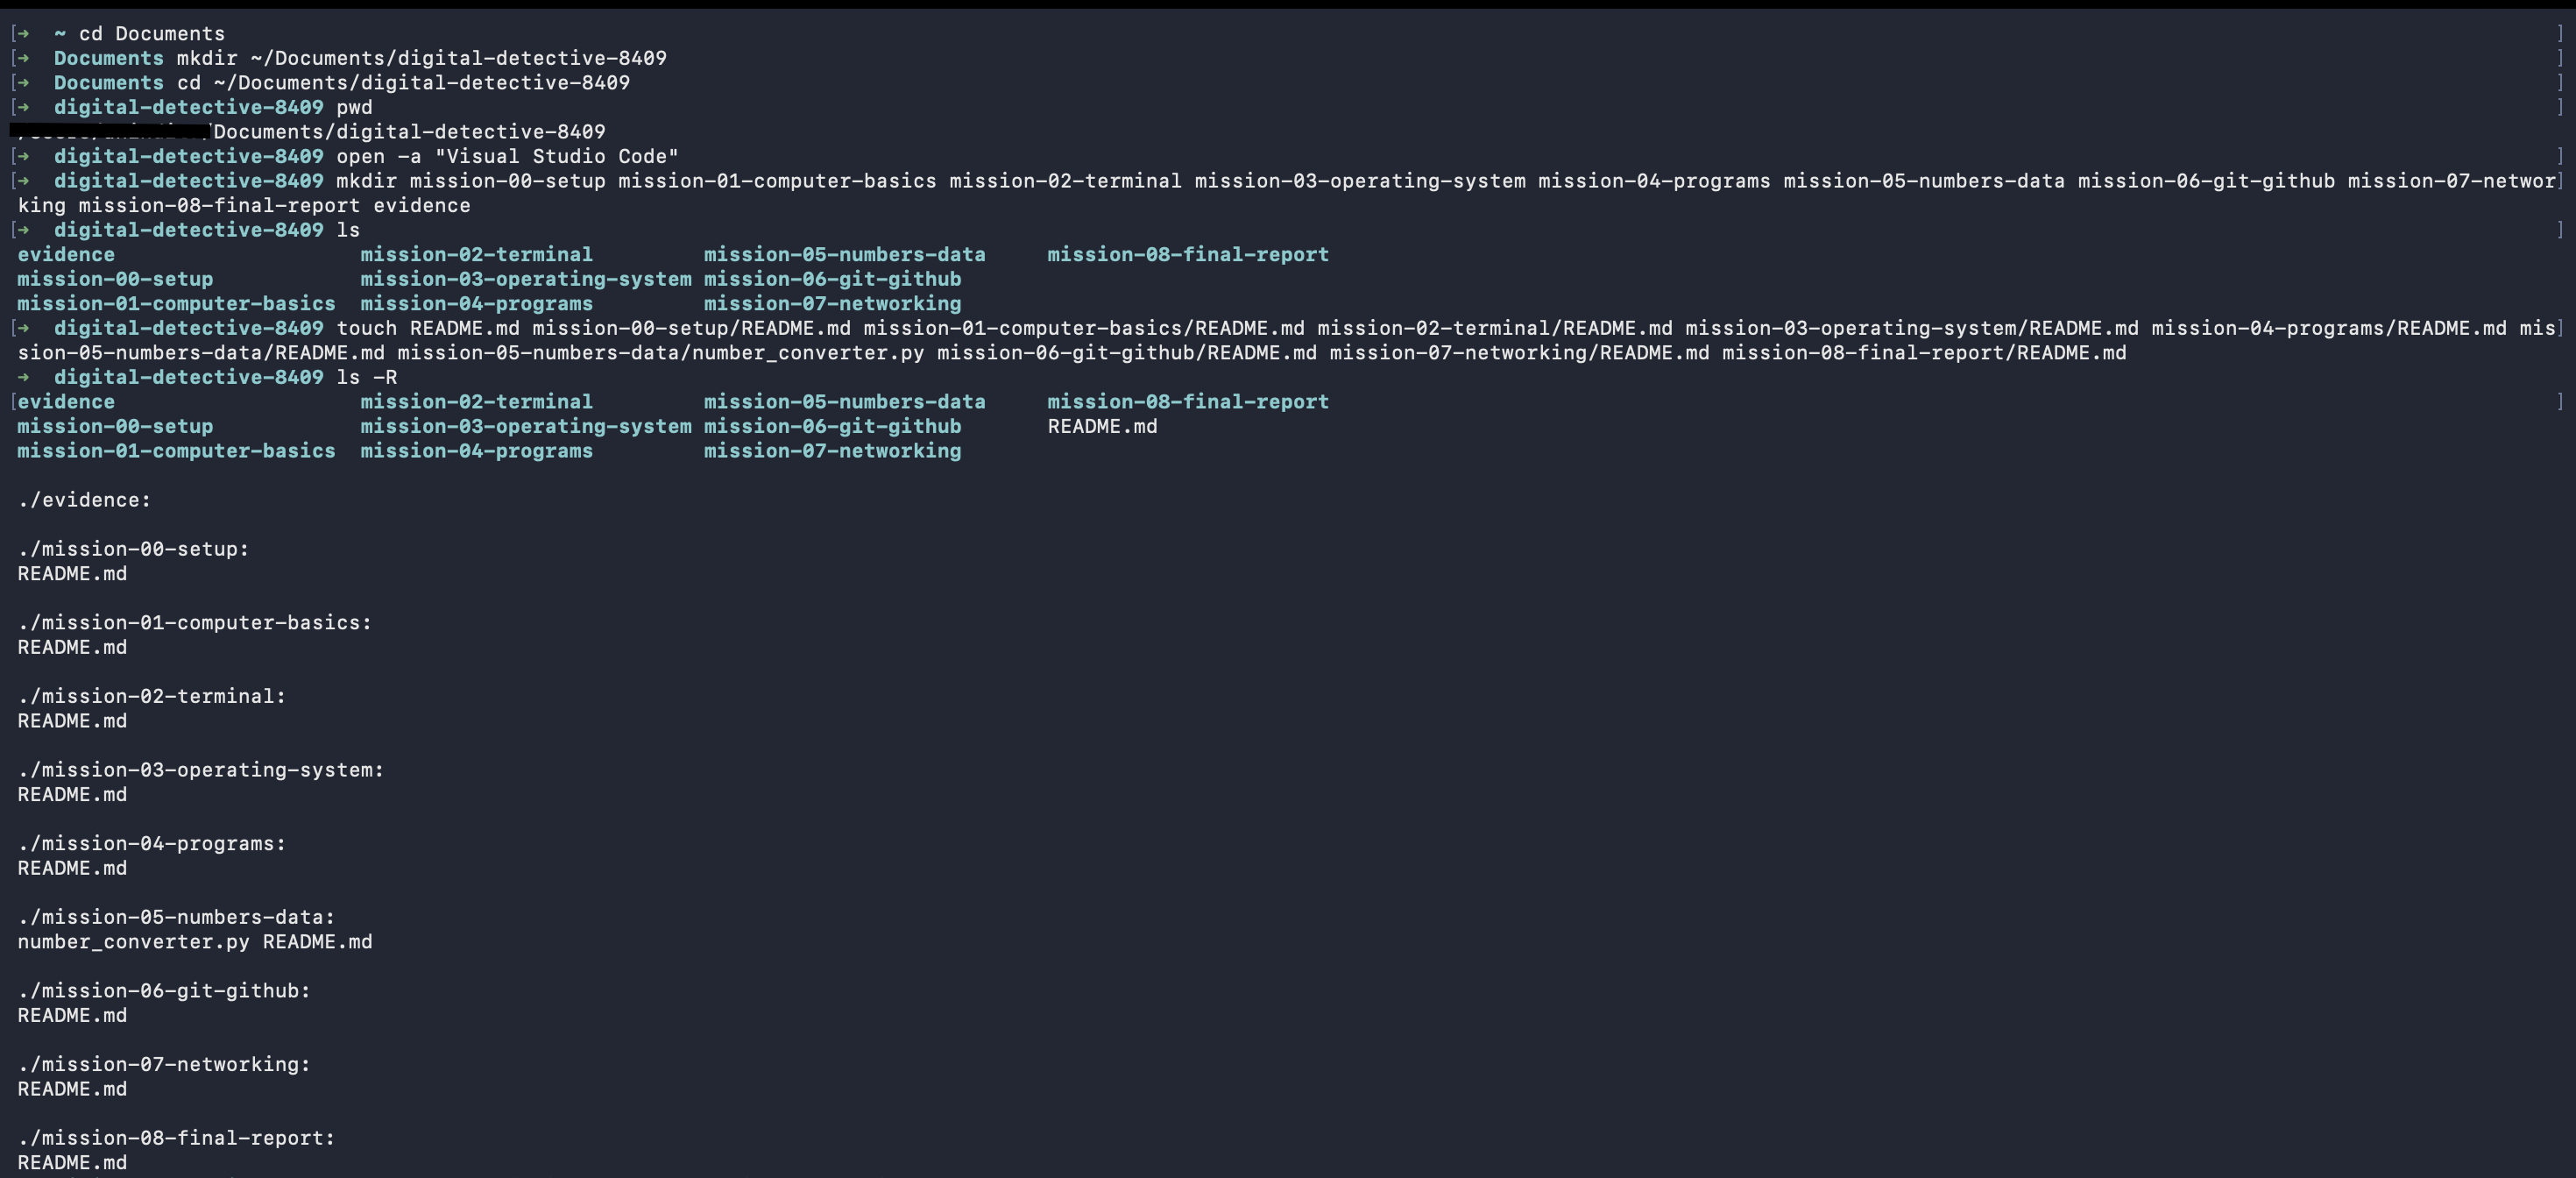 [→ ~ cd Documents ]
[→ Documents mkdir ~/Documents/digital-detective-8409 ]
[→ Documents cd ~/Documents/digital-detective-8409 ]
[→ digital-detective-8409 pwd ]
/Documents/digital-detective-8409
[→ digital-detective-8409 open -a "Visual Studio Code" ]
[→ digital-detective-8409 mkdir mission-00-setup mission-01-computer-basics mission-02-terminal mission-03-operating-system mission-04-programs mission-05-numbers-data mission-06-git-github mission-07-networ]
king mission-08-final-report evidence
[→ digital-detective-8409 ls ]
evidence mission-02-terminal mission-05-numbers-data mission-08-final-report
mission-00-setup mission-03-operating-system mission-06-git-github
mission-01-computer-basics mission-04-programs mission-07-networking
[→ digital-detective-8409 touch README.md mission-00-setup/README.md mission-01-computer-basics/README.md mission-02-terminal/README.md mission-03-operating-system/README.md mission-04-programs/README.md mis]
sion-05-numbers-data/README.md mission-05-numbers-data/number_converter.py mission-06-git-github/README.md mission-07-networking/README.md mission-08-final-report/README.md
→ digital-detective-8409 ls -R
[evidence mission-02-terminal mission-05-numbers-data mission-08-final-report ]
mission-00-setup mission-03-operating-system mission-06-git-github README.md
mission-01-computer-basics mission-04-programs mission-07-networking
./evidence:
./mission-00-setup:
README.md
./mission-01-computer-basics:
README.md
./mission-02-terminal:
README.md
./mission-03-operating-system:
README.md
./mission-04-programs:
README.md
./mission-05-numbers-data:
number_converter.py README.md
./mission-06-git-github:
README.md
./mission-07-networking:
README.md
./mission-08-final-report:
README.md